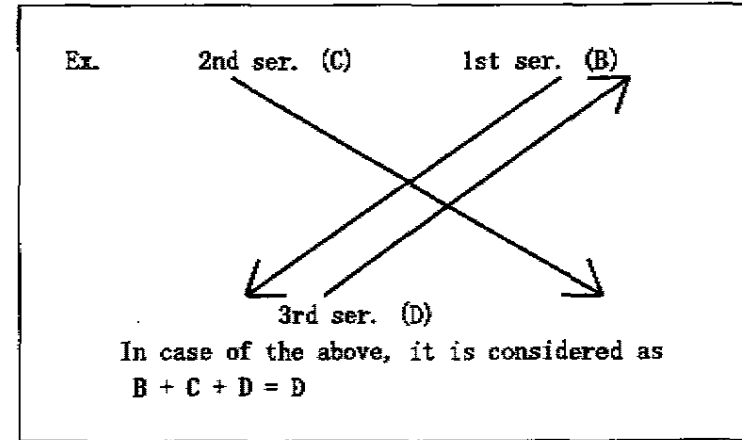 Ex. 2nd ser. (C) 1st ser. (B)
3rd ser. (D)
In case of the above, it is considered as
B + C + D = D